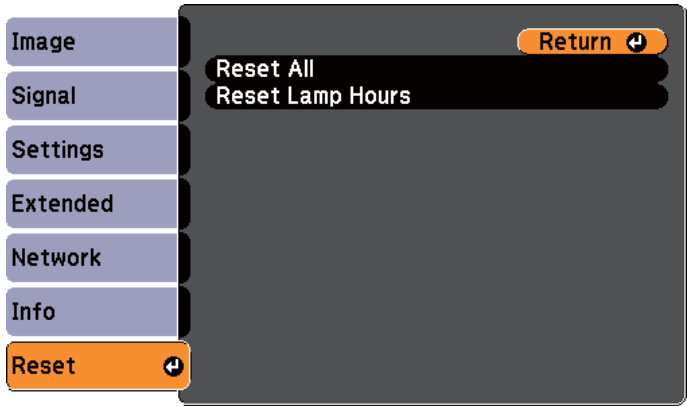 Image
Signal
Settings
Extended
Network
Info
Reset
Return
Reset All
Reset Lamp Hours